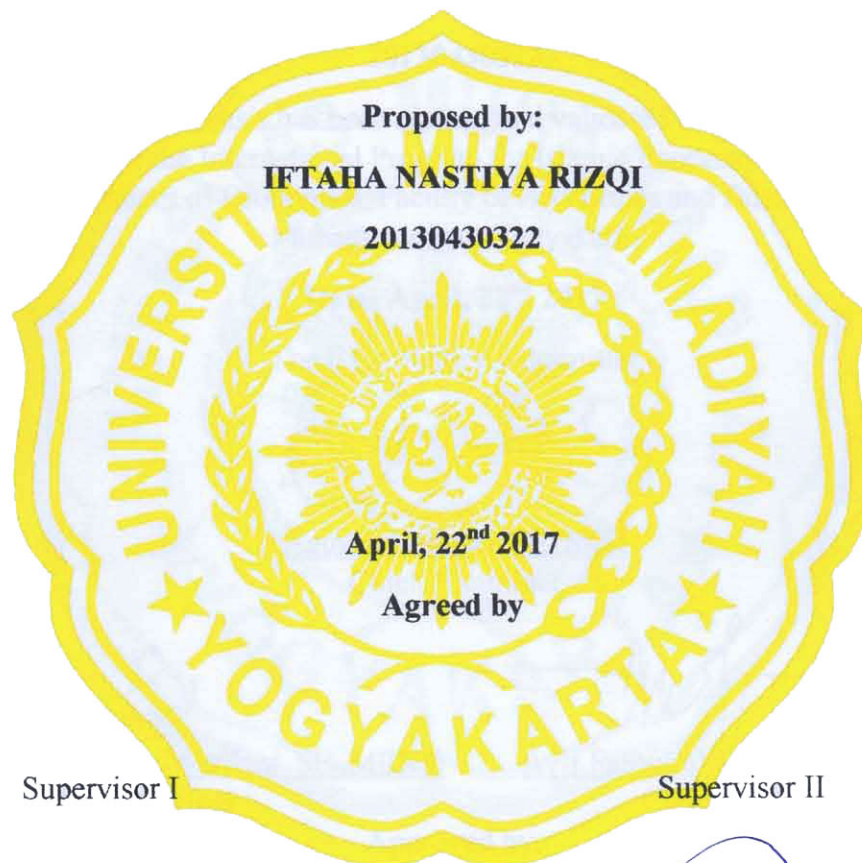 Proposed by:
UNIVERSITAS MUHAMMADIYAH
IFTAHA NASTIYA RIZQI
20130430322
April, 22nd 2017
Agreed by
YOGYAKARTA
Supervisor I Supervisor II